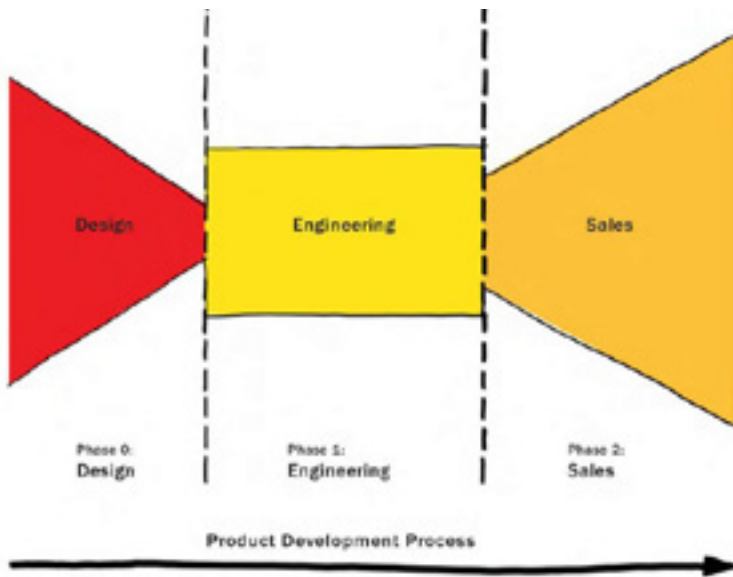 Design
Engineering
Sales
Phase 0:
Design
Phase 1:
Engineering
Phase 2:
Sales
Product Development Process